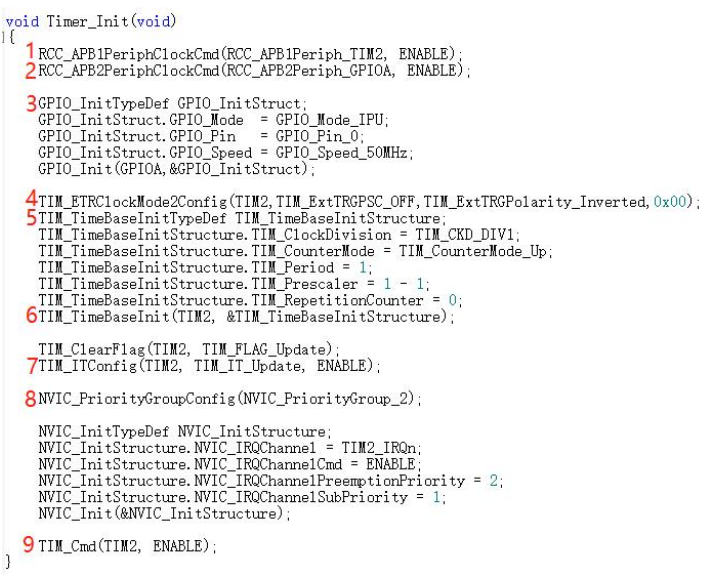 void Timer_Init(void)
{
1 RCC_APB1PeriphClockCmd(RCC_APB1Periph_TIM2, ENABLE);
2 RCC_APB2PeriphClockCmd(RCC_APB2Periph_GPIOA, ENABLE);
3 GPIO_InitTypeDef GPIO_InitStruct;
GPIO_InitStruct.GPIO_Mode = GPIO_Mode_IPU;
GPIO_InitStruct.GPIO_Pin = GPIO_Pin_0;
GPIO_InitStruct.GPIO_Speed = GPIO_Speed_50MHz;
GPIO_Init(GPIOA,&GPIO_InitStruct);
4 TIM_ETRClockMode2Config(TIM2,TIM_ExtTRGPSC_OFF,TIM_ExtTRGPolarity_Inverted,0x00);
5 TIM_TimeBaseInitTypeDef TIM_TimeBaseInitStructure;
TIM_TimeBaseInitStructure.TIM_ClockDivision = TIM_CKD_DIV1;
TIM_TimeBaseInitStructure.TIM_CounterMode = TIM_CounterMode_Up;
TIM_TimeBaseInitStructure.TIM_Period = 1;
TIM_TimeBaseInitStructure.TIM_Prescaler = 1 - 1;
TIM_TimeBaseInitStructure.TIM_RepetitionCounter = 0;
6 TIM_TimeBaseInit(TIM2, &TIM_TimeBaseInitStructure);
TIM_ClearFlag(TIM2, TIM_FLAG_Update);
7 TIM_ITConfig(TIM2, TIM_IT_Update, ENABLE);
8 NVIC_PriorityGroupConfig(NVIC_PriorityGroup_2);
NVIC_InitTypeDef NVIC_InitStructure;
NVIC_InitStructure.NVIC_IRQChannel = TIM2_IRQn;
NVIC_InitStructure.NVIC_IRQChannelCmd = ENABLE;
NVIC_InitStructure.NVIC_IRQChannelPreemptionPriority = 2;
NVIC_InitStructure.NVIC_IRQChannelSubPriority = 1;
NVIC_Init(&NVIC_InitStructure);
9 TIM_Cmd(TIM2, ENABLE);
}